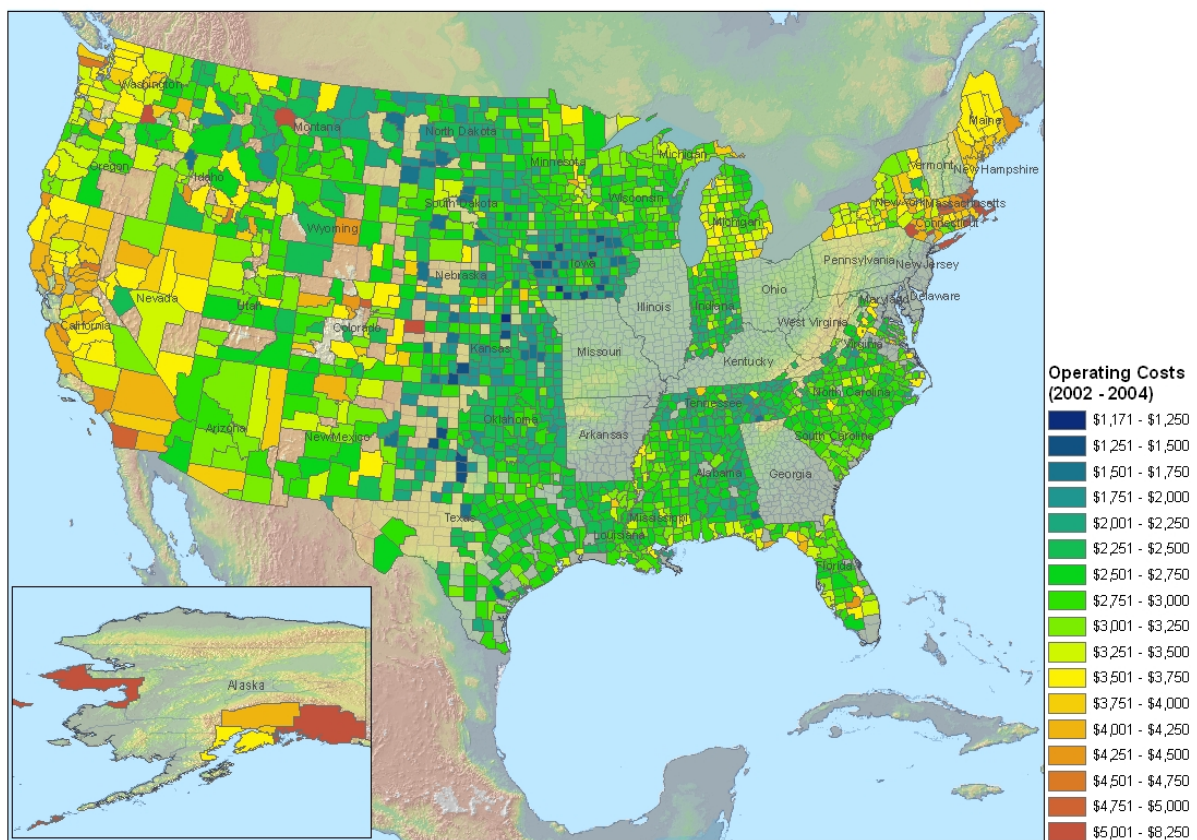 Washington
Montana
North Dakota
Minnesota
Michigan
Maine
Oregon
Idaho
South Dakota
Wisconsin
Vermont
New Hampshire
Wyoming
Michigan
New York
Massachusetts
Connecticut
Nebraska
Iowa
Pennsylvania
New Jersey
Nevada
Utah
Illinois
Indiana
Ohio
Maryland
Delaware
California
Colorado
Kansas
Missouri
West Virginia
Virginia
Kentucky
Arizona
New Mexico
Oklahoma
Arkansas
Tennessee
North Carolina
South Carolina
Alabama
Georgia
Texas
Mississippi
Louisiana
Florida
Alaska
Operating Costs
(2002 - 2004)
$1,171 - $1,250
$1,251 - $1,500
$1,501 - $1,750
$1,751 - $2,000
$2,001 - $2,250
$2,251 - $2,500
$2,501 - $2,750
$2,751 - $3,000
$3,001 - $3,250
$3,251 - $3,500
$3,501 - $3,750
$3,751 - $4,000
$4,001 - $4,250
$4,251 - $4,500
$4,501 - $4,750
$4,751 - $5,000
$5,001 - $8,250